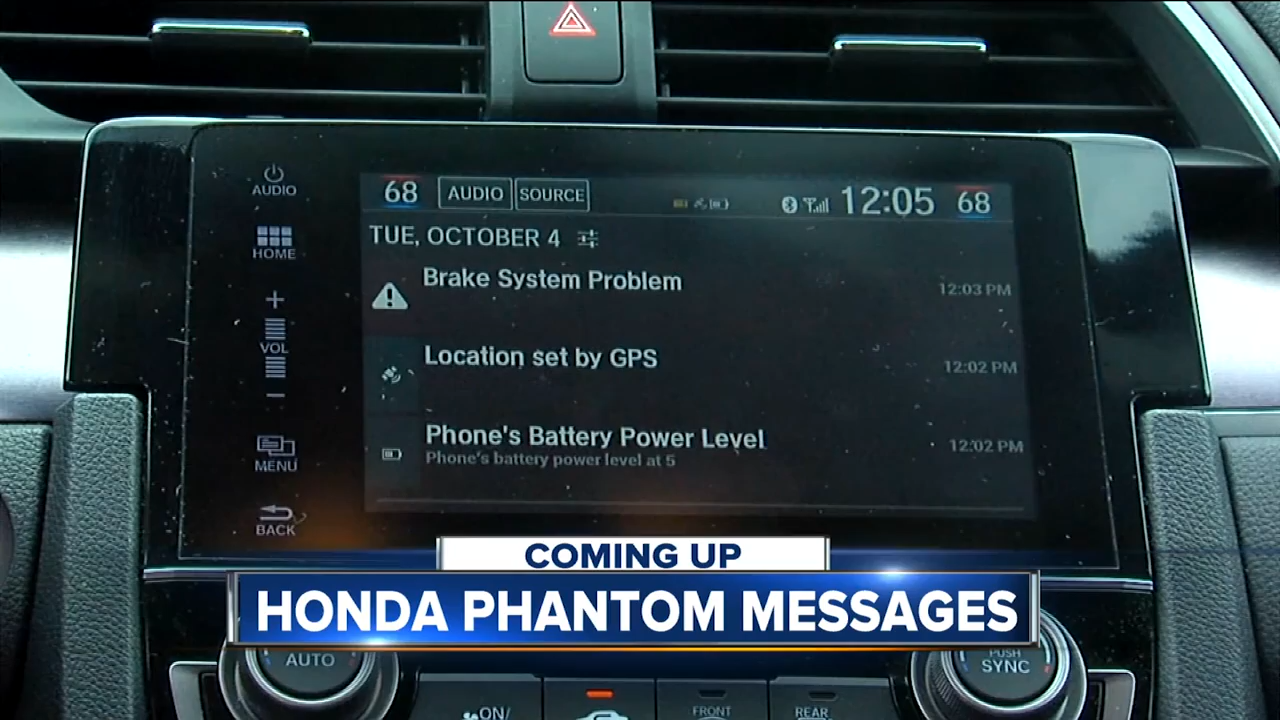 AUDIO
HOME
+
VOL
−
MENU
BACK
68 AUDIO SOURCE 12:05 68
TUE, OCTOBER 4
Brake System Problem 12:03 PM
Location set by GPS 12:02 PM
Phone's Battery Power Level 12:02 PM
Phone's battery power level at 5
COMING UP
HONDA PHANTOM MESSAGES
AUTO
PUSH
SYNC
ON/
FRONT
REAR